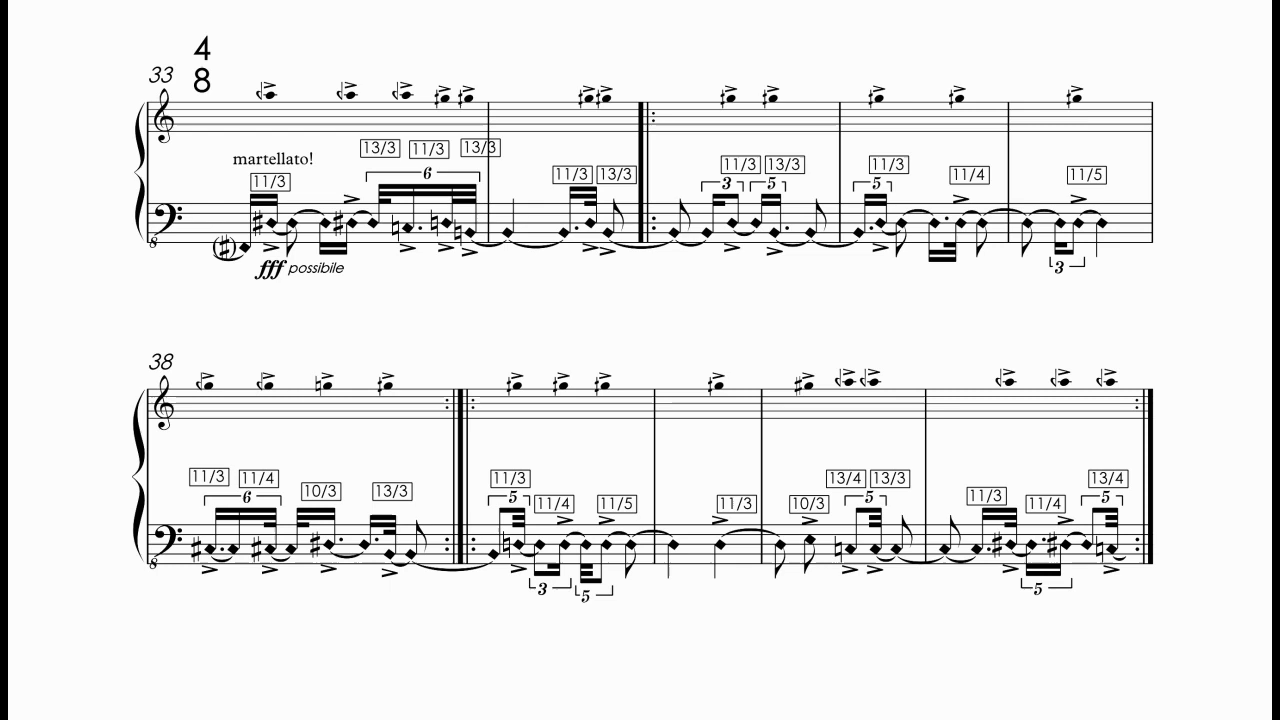 4
33 8
martellato! 13/3 11/3 13/3
11/3 6 11/3 13/3 3 11/3 5 13/3 5 11/3 11/4 11/5
8 fff possibile 3
38
11/3 6 11/4 10/3 13/3 5 11/3 11/4 11/5 11/3 10/3 13/4 5 13/3 11/3 11/4 5 13/4
8 3 5 5